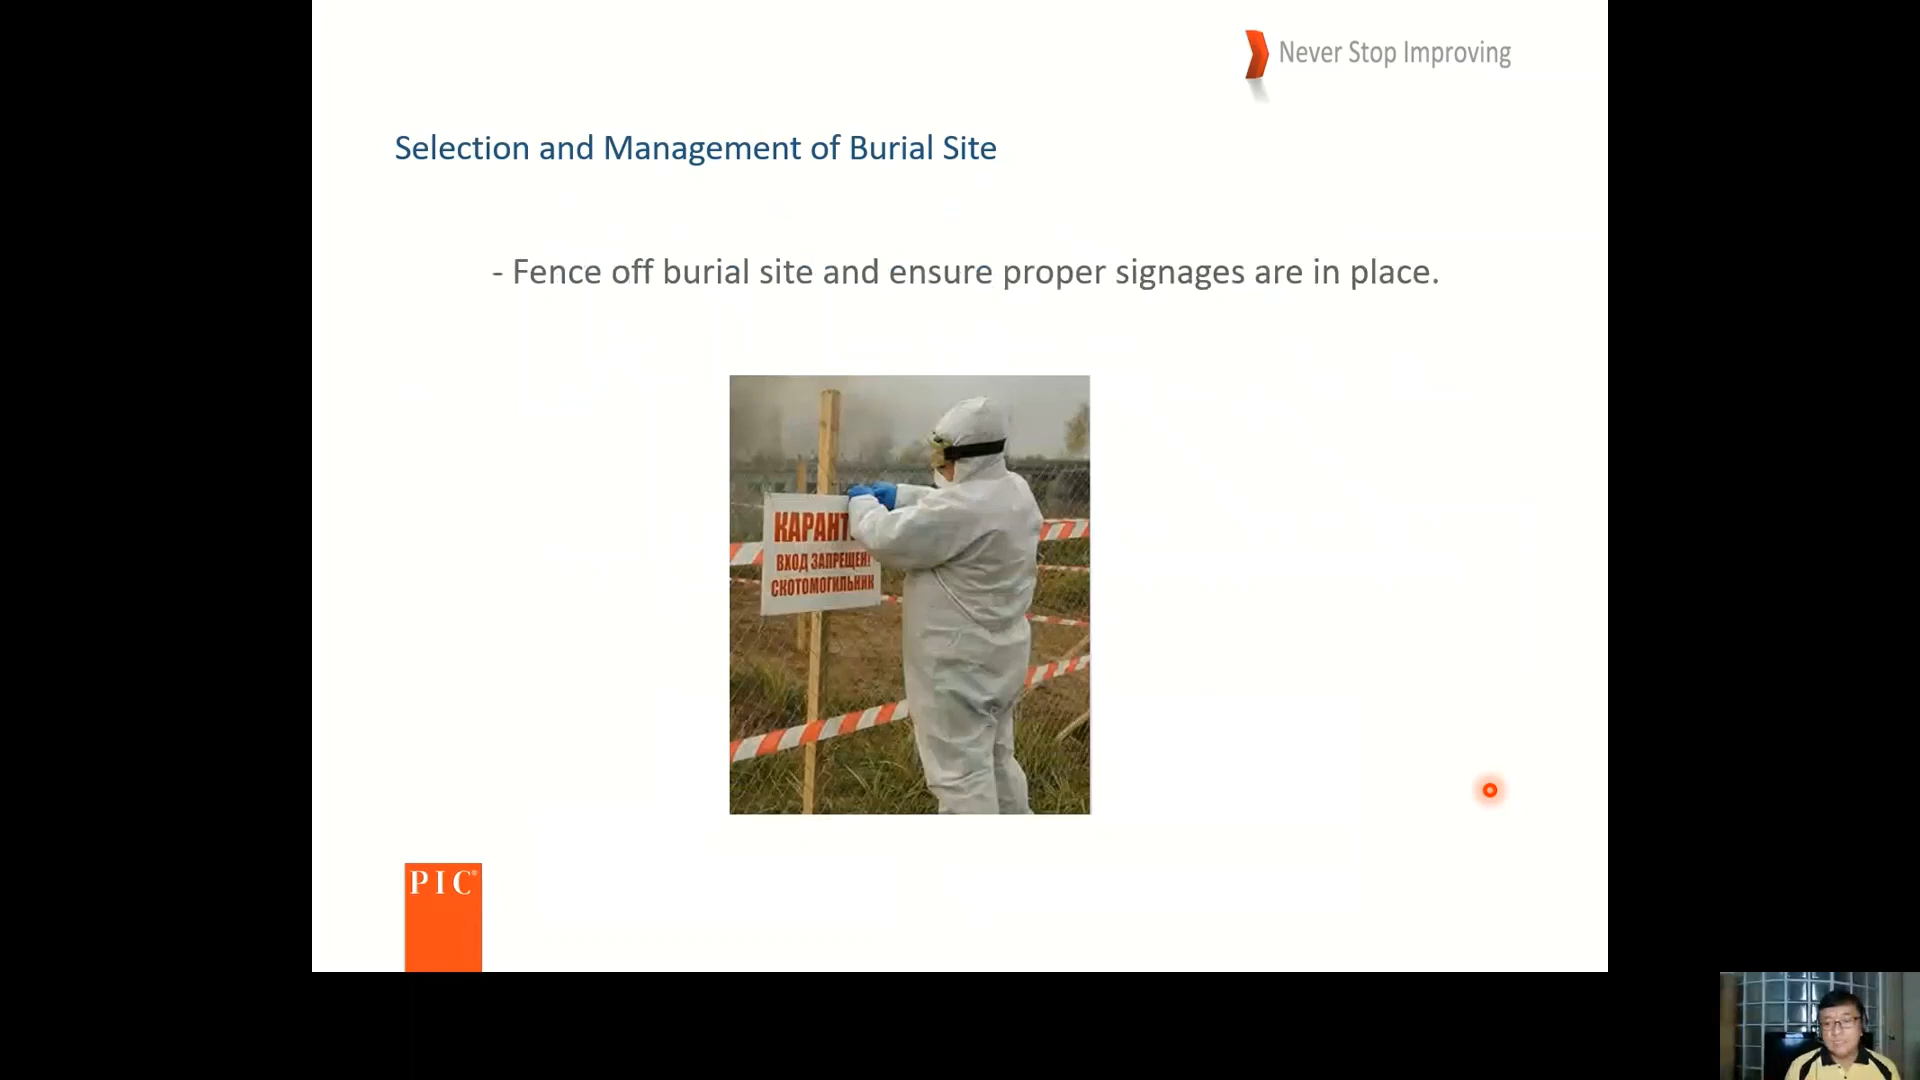 Never Stop Improving
Selection and Management of Burial Site
- Fence off burial site and ensure proper signages are in place.
КАРАНТ
ВХОД ЗАПРЕЩЕН!
СКОТОМОГИЛЬНИК
PIC®